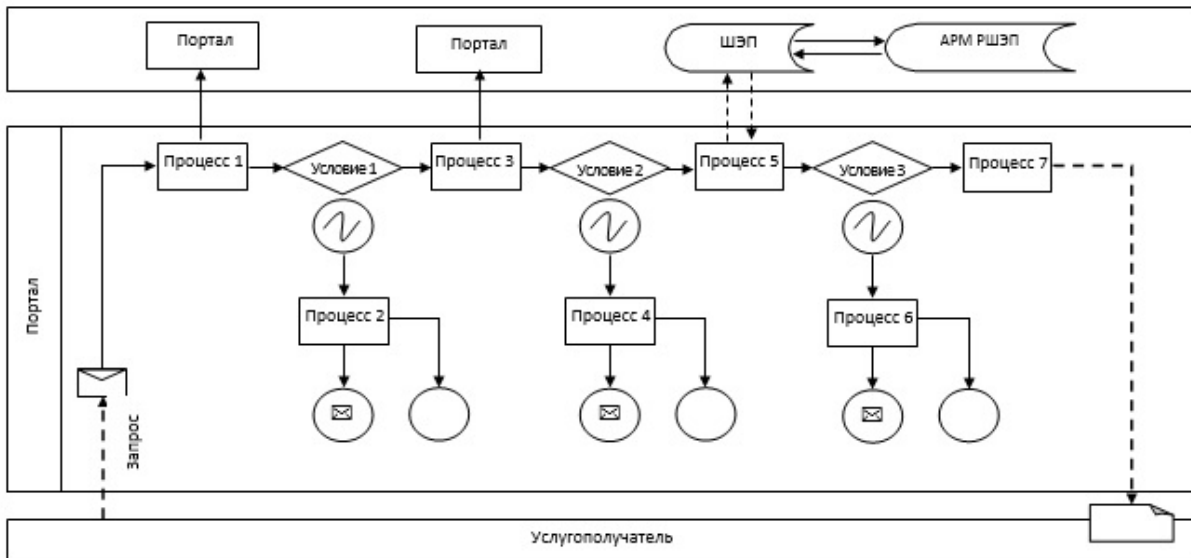 Портал
Портал
ШЭП
АРМ РШЭП
Процесс 1
Условие 1
Процесс 3
Условие 2
Процесс 5
Условие 3
Процесс 7
Портал
Процесс 2
Процесс 4
Процесс 6
Запрос
Услугополучатель